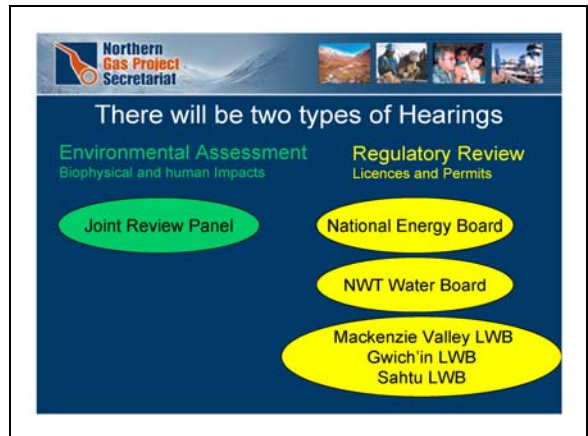 Northern
Gas Project
Secretariat
There will be two types of Hearings
Environmental Assessment
Biophysical and human Impacts
Joint Review Panel
Regulatory Review
Licences and Permits
National Energy Board
NWT Water Board
Mackenzie Valley LWB
Gwich'in LWB
Sahtu LWB